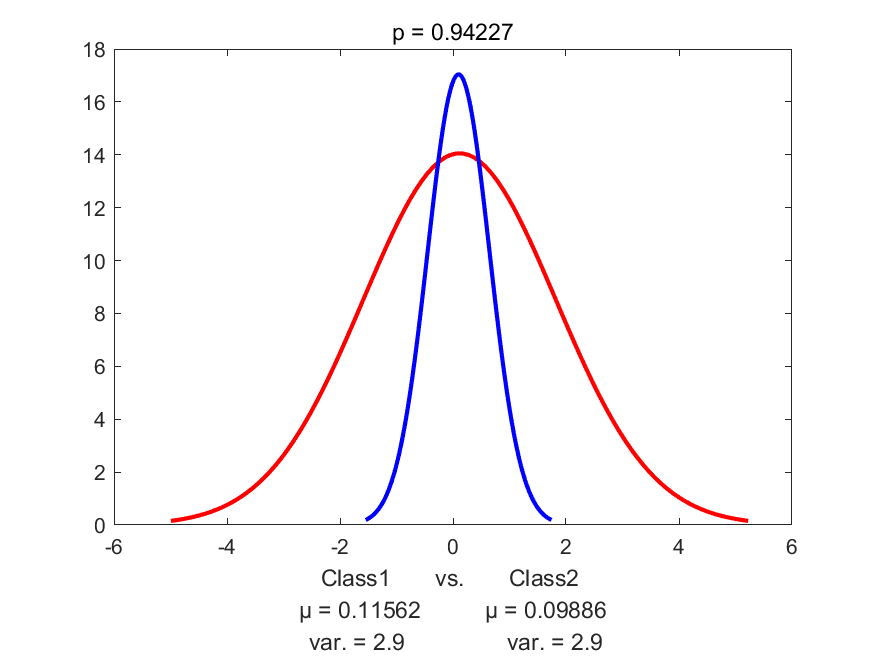 p = 0.94227
18
16
14
12
10
8
6
4
2
0
-6 -4 -2 0 2 4 6
Class1 vs. Class2
μ = 0.11562 μ = 0.09886
var. = 2.9 var. = 2.9